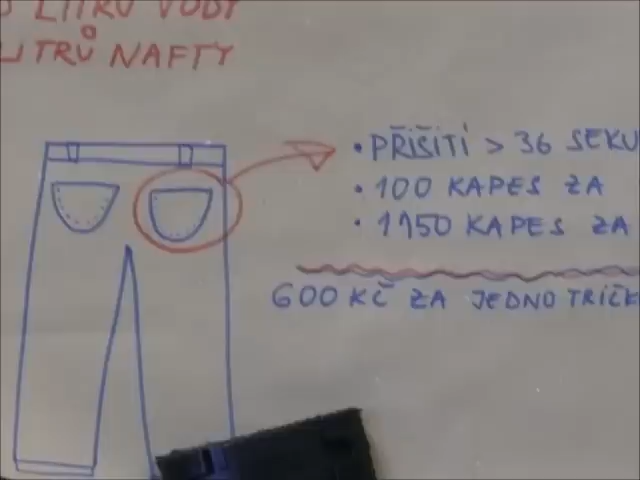 LITRŮ VODY
LITRŮ NAFTY
• PŘIŠITÍ > 36 SEKU
• 100 KAPES ZA
• 1150 KAPES ZA
600 KČ ZA JEDNO TRIČK